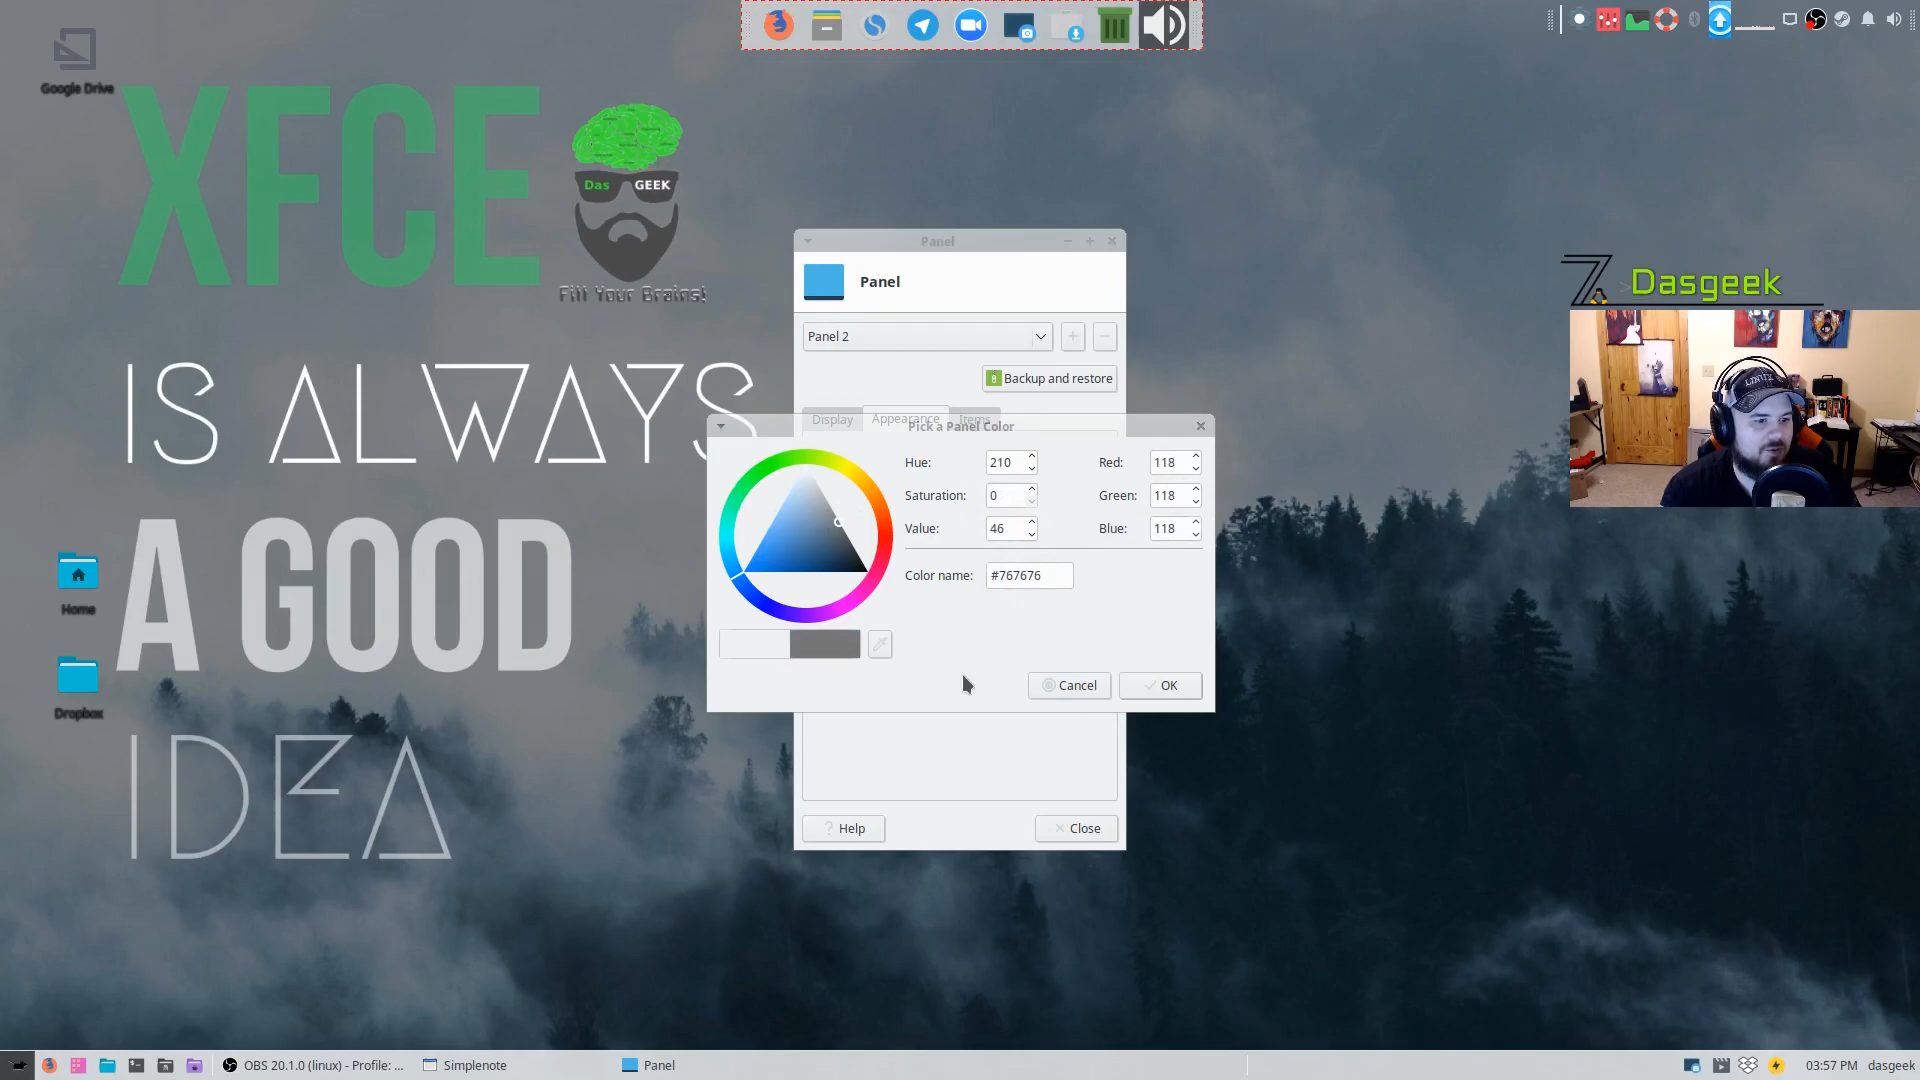 Google Drive
XFCE
Das GEEK
Fill Your Brains!
IS ALWAYS
A GOOD
IDEA
Home
Dropbox
Panel
Panel
Panel 2
Backup and restore
Display
Appearance
Items
Pick a Panel Color
Hue:
210
Red:
118
Saturation:
0
Green:
118
Value:
46
Blue:
118
Color name:
#767676
Cancel
OK
Help
Close
Dasgeek
LINUX
OBS 20.1.0 (linux) - Profile: ...
Simplenote
Panel
03:57 PM
dasgeek